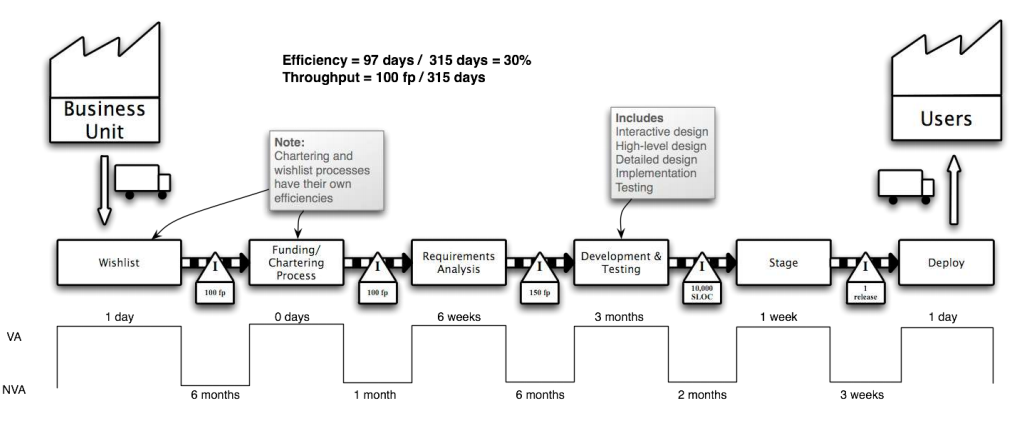 Efficiency = 97 days / 315 days = 30%
Throughput = 100 fp / 315 days
Business
Unit
Users
Note:
Chartering and
wishlist processes
have their own
efficiencies
Includes
Interactive design
High-level design
Detailed design
Implementation
Testing
Wishlist
I
100 fp
Funding/
Chartering
Process
I
100 fp
Requirements
Analysis
I
150 fp
Development &
Testing
I
10,000
SLOC
Stage
I
1
release
Deploy
VA
1 day
0 days
6 weeks
3 months
1 week
1 day
NVA
6 months
1 month
6 months
2 months
3 weeks